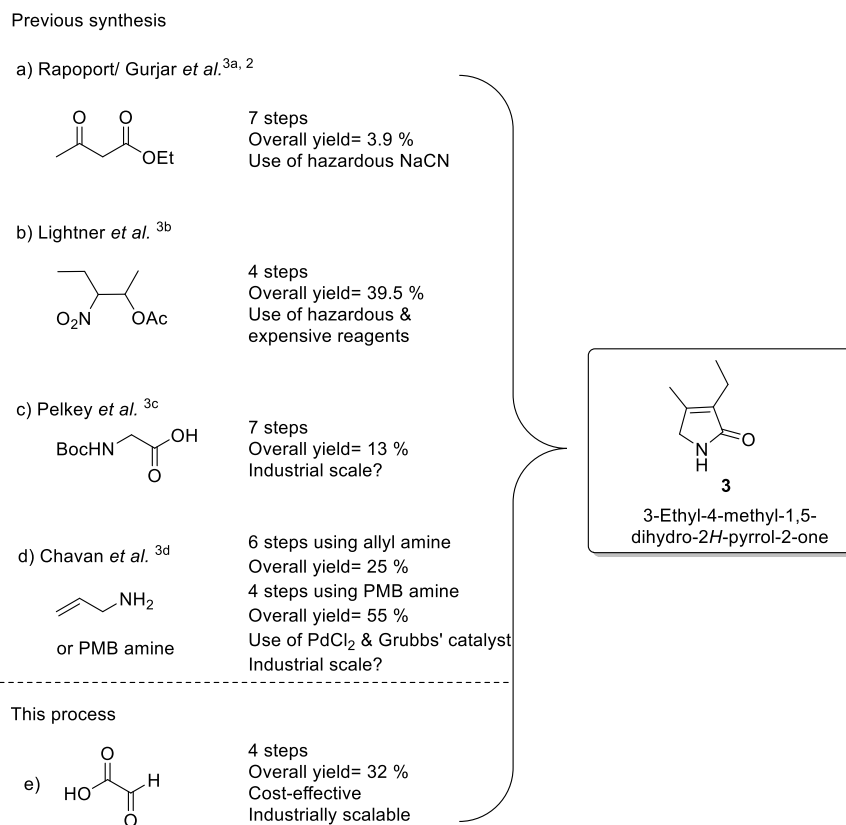 Previous synthesis
a) Rapoport/ Gurjar et al.3a, 2
O O
OEt
7 steps
Overall yield= 3.9 %
Use of hazardous NaCN
b) Lightner et al. 3b
O2N OAc
4 steps
Overall yield= 39.5 %
Use of hazardous &
expensive reagents
c) Pelkey et al. 3c
BocHN OH
O
7 steps
Overall yield= 13 %
Industrial scale?
d) Chavan et al. 3d
NH2
or PMB amine
6 steps using allyl amine
Overall yield= 25 %
4 steps using PMB amine
Overall yield= 55 %
Use of PdCl2 & Grubbs' catalyst
Industrial scale?
This process
e)
O
H
HO
O
4 steps
Overall yield= 32 %
Cost-effective
Industrially scalable
O
N
H
3
3-Ethyl-4-methyl-1,5-
dihydro-2H-pyrrol-2-one